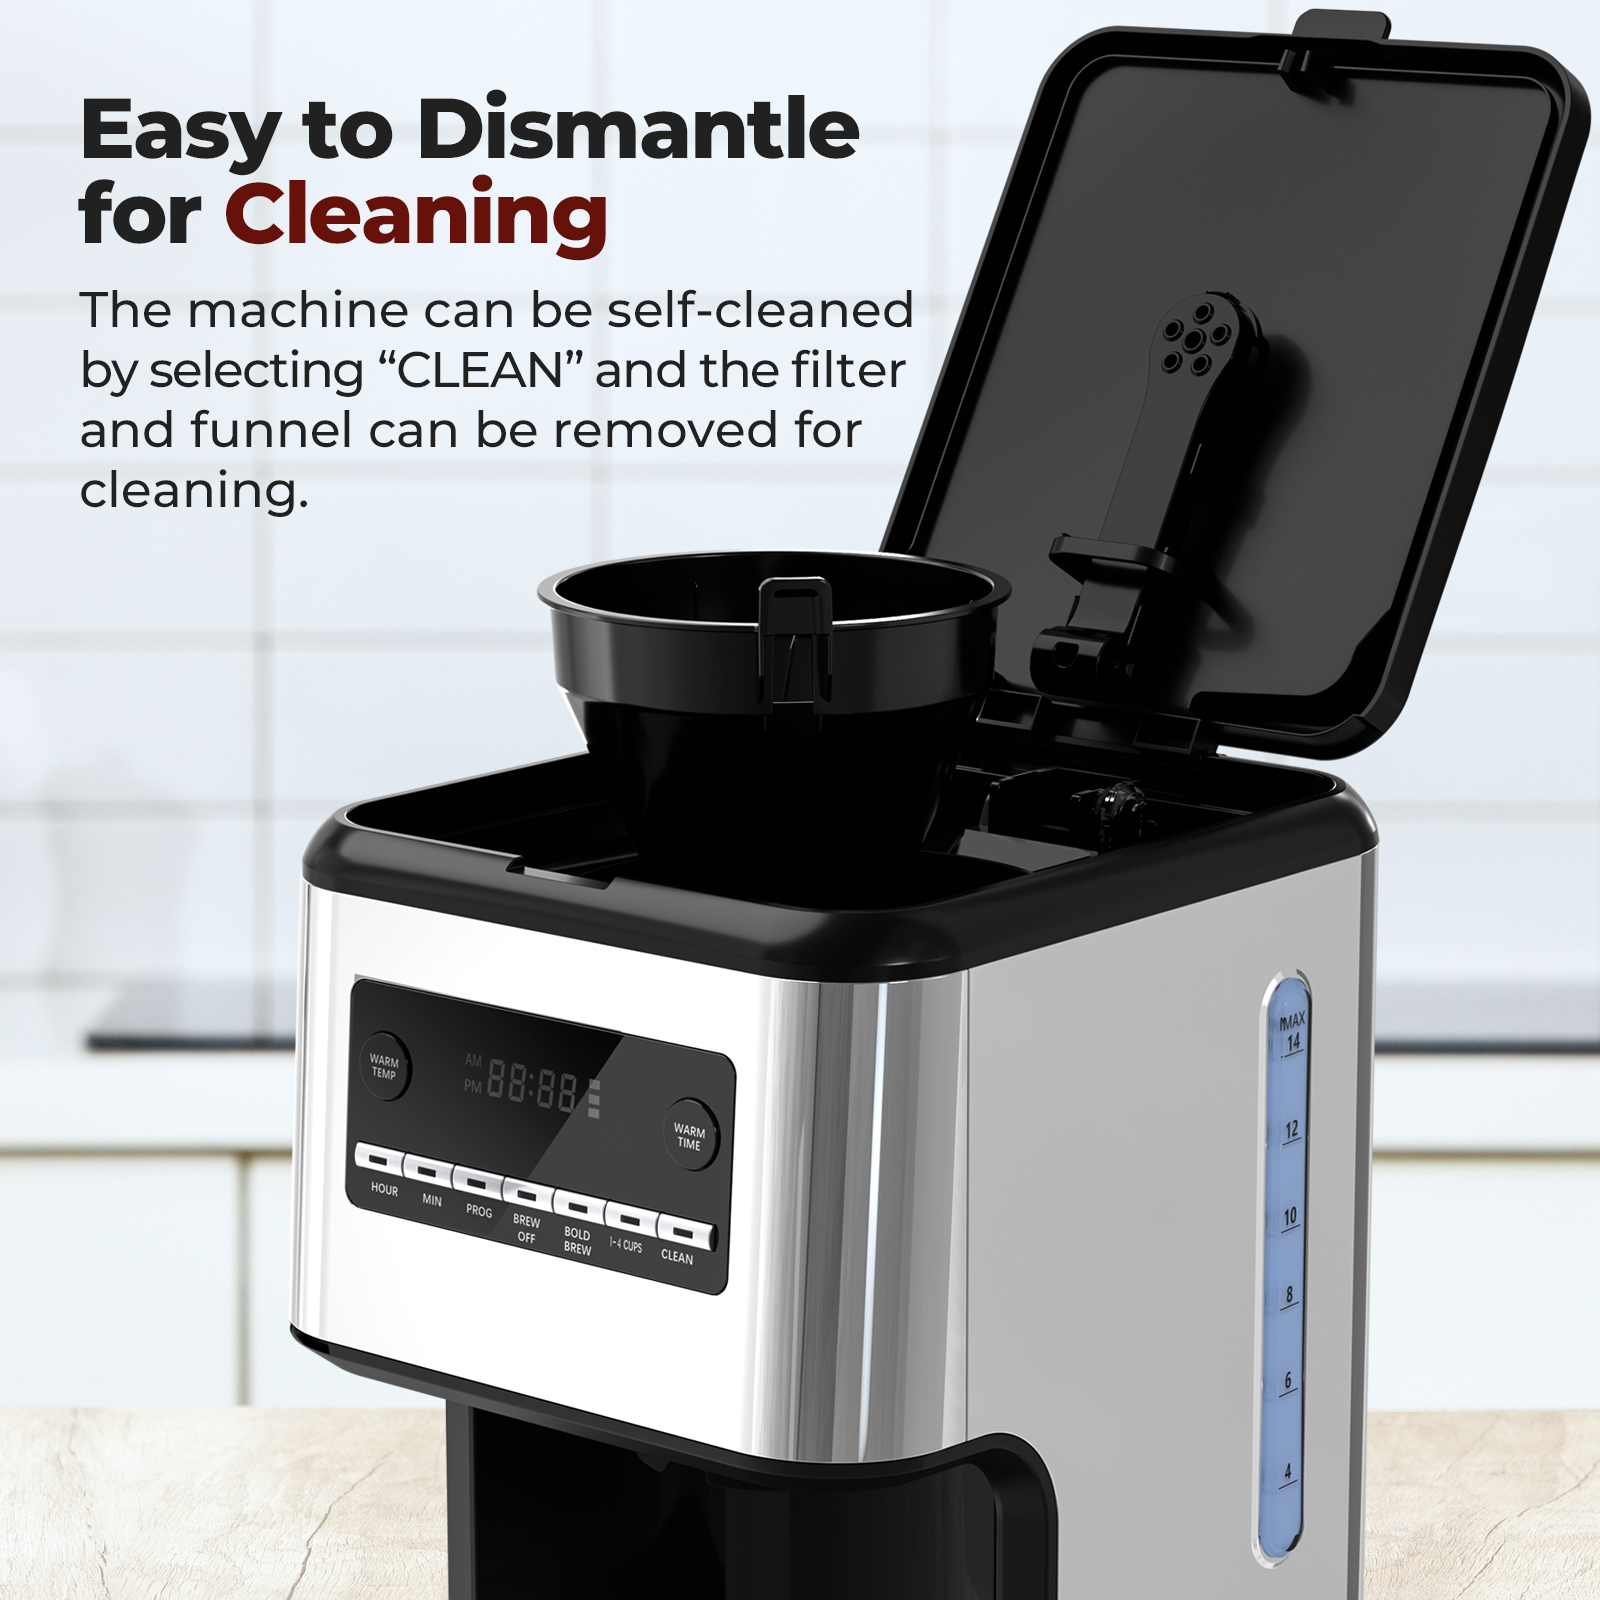 Easy to Dismantle
for Cleaning
The machine can be self-cleaned
by selecting “CLEAN” and the filter
and funnel can be removed for
cleaning.
WARM
TEMP
AM
PM
88:88
WARM
TIME
HOUR
MIN
PROG
BREW
OFF
BOLD
BREW
1-4 CUPS
CLEAN
MAX
14
12
10
8
6
4